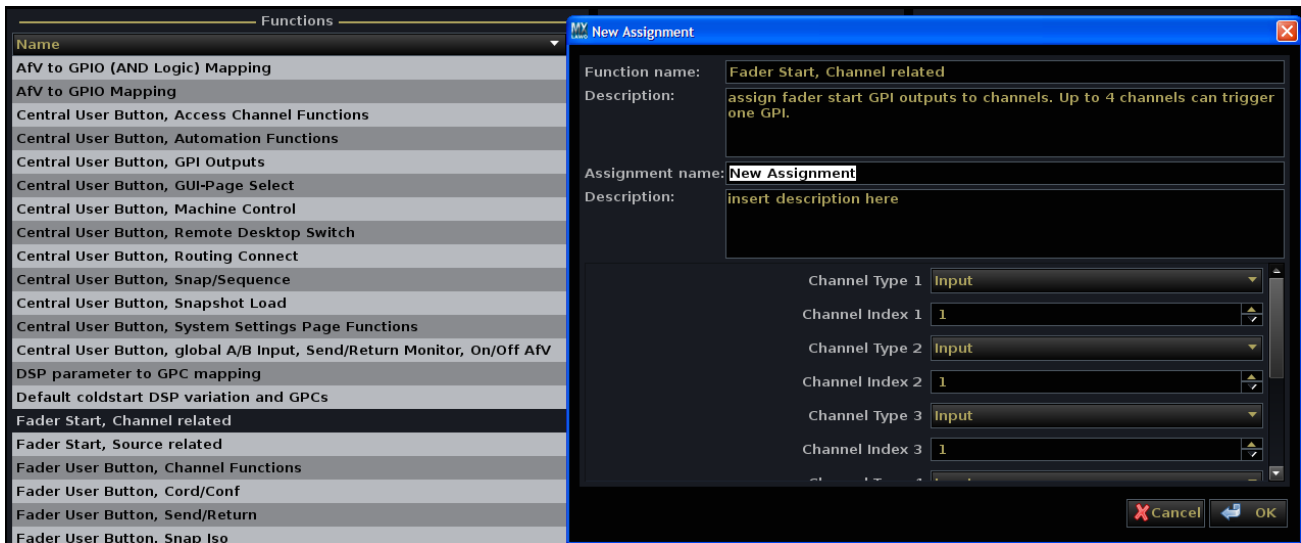 Functions
Name
AfV to GPIO (AND Logic) Mapping
AfV to GPIO Mapping
Central User Button, Access Channel Functions
Central User Button, Automation Functions
Central User Button, GPI Outputs
Central User Button, GUI-Page Select
Central User Button, Machine Control
Central User Button, Remote Desktop Switch
Central User Button, Routing Connect
Central User Button, Snap/Sequence
Central User Button, Snapshot Load
Central User Button, System Settings Page Functions
Central User Button, global A/B Input, Send/Return Monitor, On/Off AfV
DSP parameter to GPC mapping
Default coldstart DSP variation and GPCs
Fader Start, Channel related
Fader Start, Source related
Fader User Button, Channel Functions
Fader User Button, Cord/Conf
Fader User Button, Send/Return
Fader User Button, Snap Iso
New Assignment
Function name: Fader Start, Channel related
Description: assign fader start GPI outputs to channels. Up to 4 channels can trigger
one GPI.
Assignment name: New Assignment
Description: insert description here
Channel Type 1 Input
Channel Index 1 1
Channel Type 2 Input
Channel Index 2 1
Channel Type 3 Input
Channel Index 3 1
Cancel OK